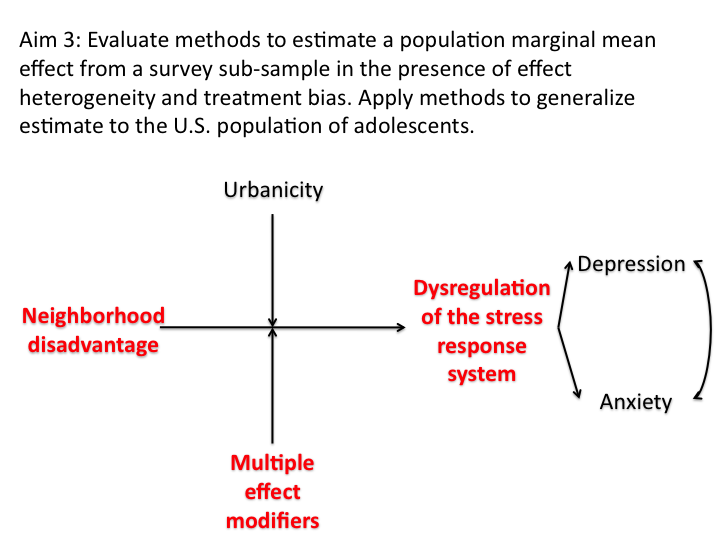 Aim 3: Evaluate methods to estimate a population marginal mean
effect from a survey sub-sample in the presence of effect
heterogeneity and treatment bias. Apply methods to generalize
estimate to the U.S. population of adolescents.
Urbanicity
Neighborhood
disadvantage
Dysregulation
of the stress
response
system
Depression
Anxiety
Multiple
effect
modifiers